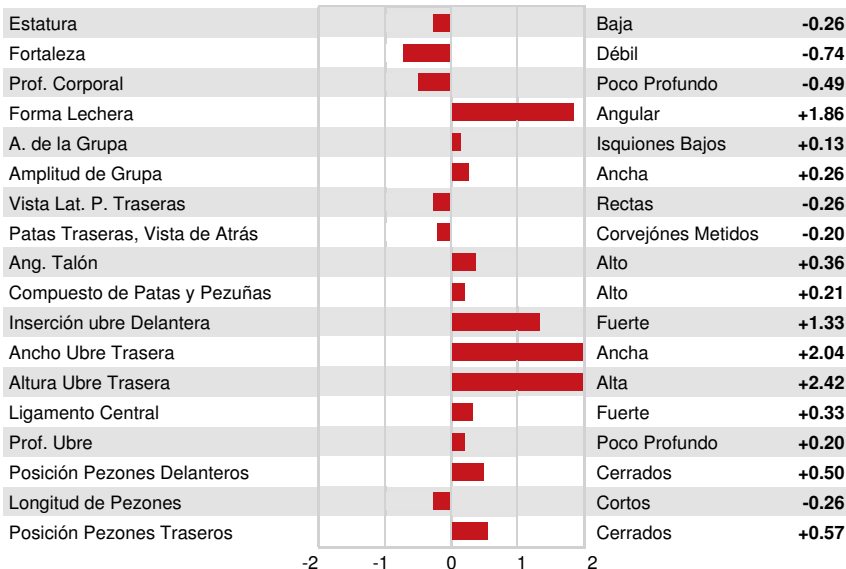 Estatura Baja -0.26
Fortaleza Débil -0.74
Prof. Corporal Poco Profundo -0.49
Forma Lechera Angular +1.86
A. de la Grupa Isquiones Bajos +0.13
Amplitud de Grupa Ancha +0.26
Vista Lat. P. Traseras Rectas -0.26
Patas Traseras, Vista de Atrás Corvejónes Metidos -0.20
Ang. Talón Alto +0.36
Compuesto de Patas y Pezuñas Alto +0.21
Inserción ubre Delantera Fuerte +1.33
Ancho Ubre Trasera Ancha +2.04
Altura Ubre Trasera Alta +2.42
Ligamento Central Fuerte +0.33
Prof. Ubre Poco Profundo +0.20
Posición Pezones Delanteros Cerrados +0.50
Longitud de Pezones Cortos -0.26
Posición Pezones Traseros Cerrados +0.57
-2 -1 0 1 2